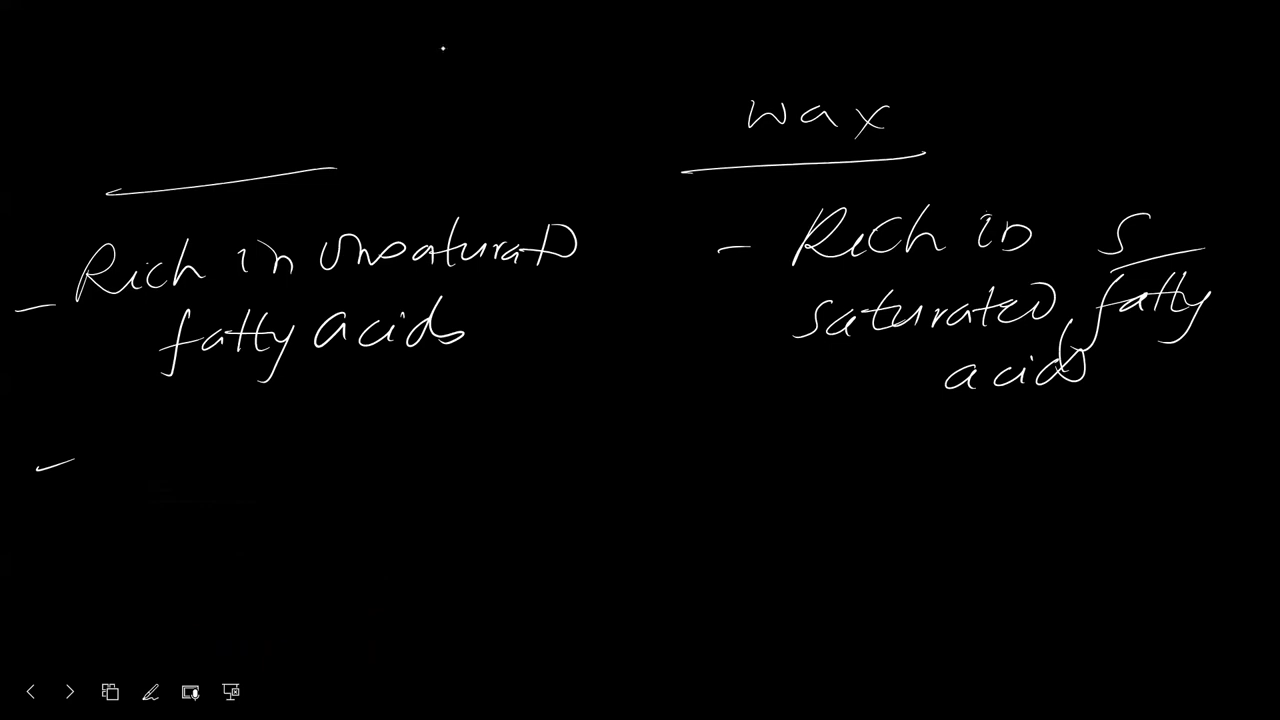 wax
- Rich in unsaturated
fatty acids
- Rich in S
saturated fatty
acids